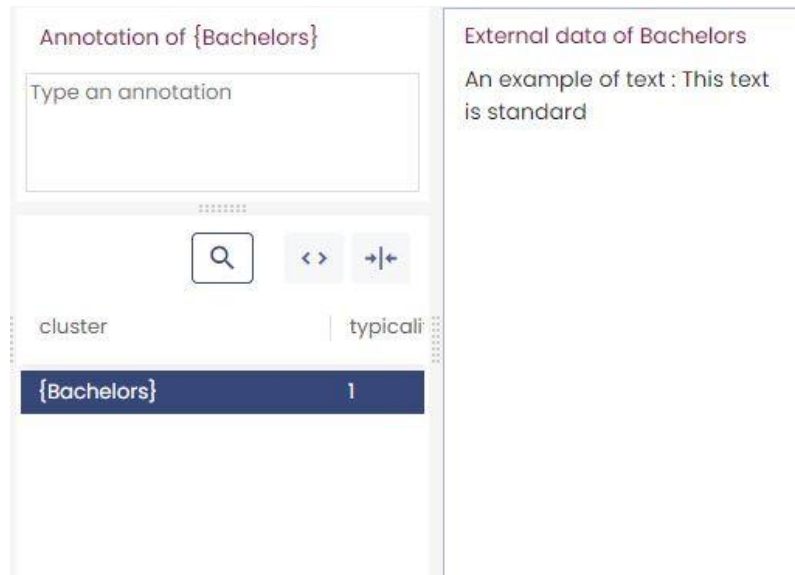 Annotation of {Bachelors}
Type an annotation
cluster
typicali
{Bachelors}
1
External data of Bachelors
An example of text : This text
is standard